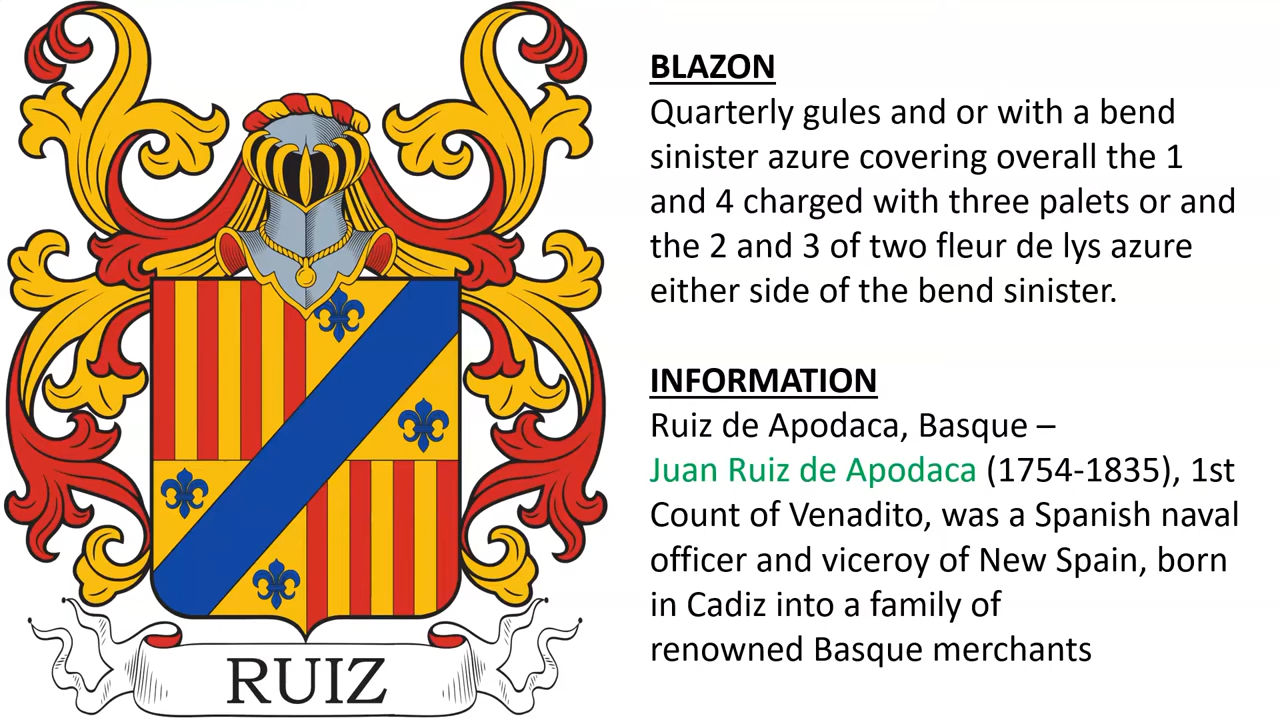 BLAZON
Quarterly gules and or with a bend
sinister azure covering overall the 1
and 4 charged with three palets or and
the 2 and 3 of two fleur de lys azure
either side of the bend sinister.
INFORMATION
Ruiz de Apodaca, Basque –
Juan Ruiz de Apodaca (1754-1835), 1st
Count of Venadito, was a Spanish naval
officer and viceroy of New Spain, born
in Cadiz into a family of
renowned Basque merchants
RUIZ